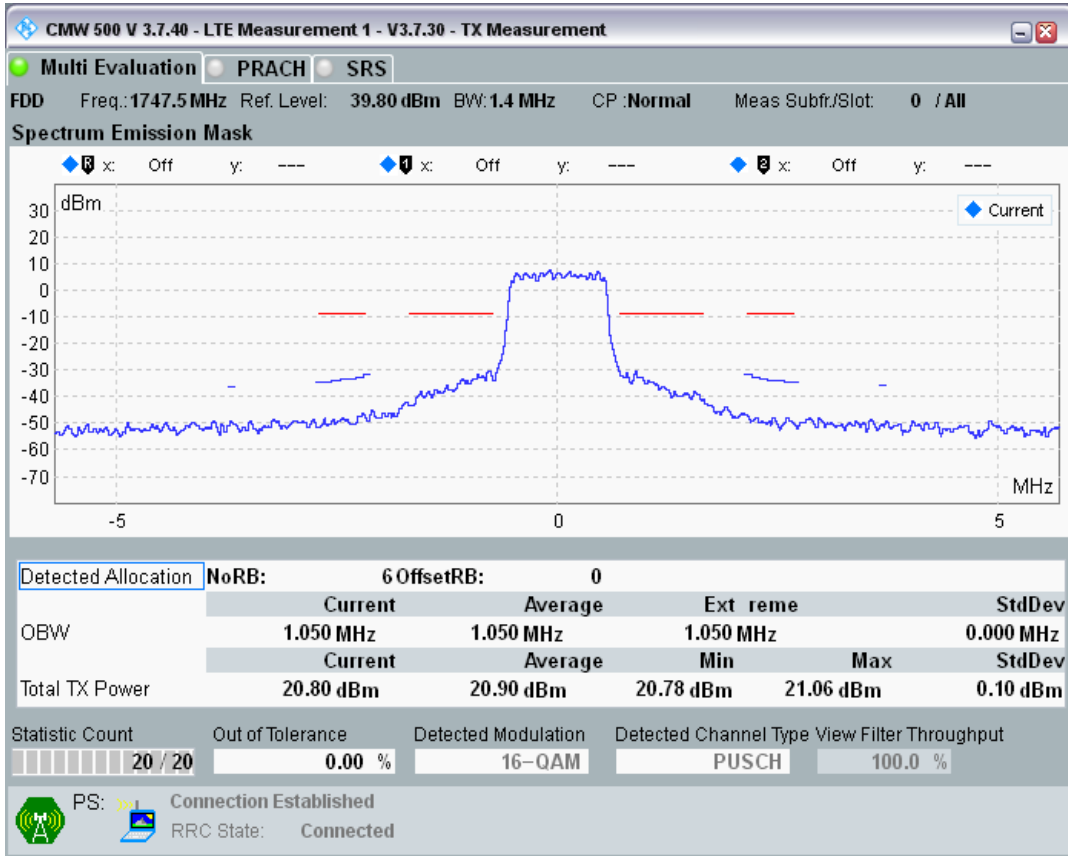 CMW 500 V 3.7.40 - LTE Measurement 1 - V3.7.30 - TX Measurement
Multi Evaluation PRACH SRS
FDD Freq.:1747.5 MHz Ref. Level: 39.80 dBm BW: 1.4 MHz CP :Normal Meas Subfr./Slot: 0 / All
Spectrum Emission Mask
R x: Off y: --- 1 x: Off y: --- 2 x: Off y: ---
dBm
Current
30
20
10
0
-10
-20
-30
-40
-50
-60
-70
MHz
-5 0 5
Detected Allocation NoRB: 6 OffsetRB: 0
Current Average Ext reme StdDev
OBW 1.050 MHz 1.050 MHz 1.050 MHz 0.000 MHz
Current Average Min Max StdDev
Total TX Power 20.80 dBm 20.90 dBm 20.78 dBm 21.06 dBm 0.10 dBm
Statistic Count Out of Tolerance Detected Modulation Detected Channel Type View Filter Throughput
20 / 20 0.00 % 16-QAM PUSCH 100.0 %
PS: Connection Established
RRC State: Connected